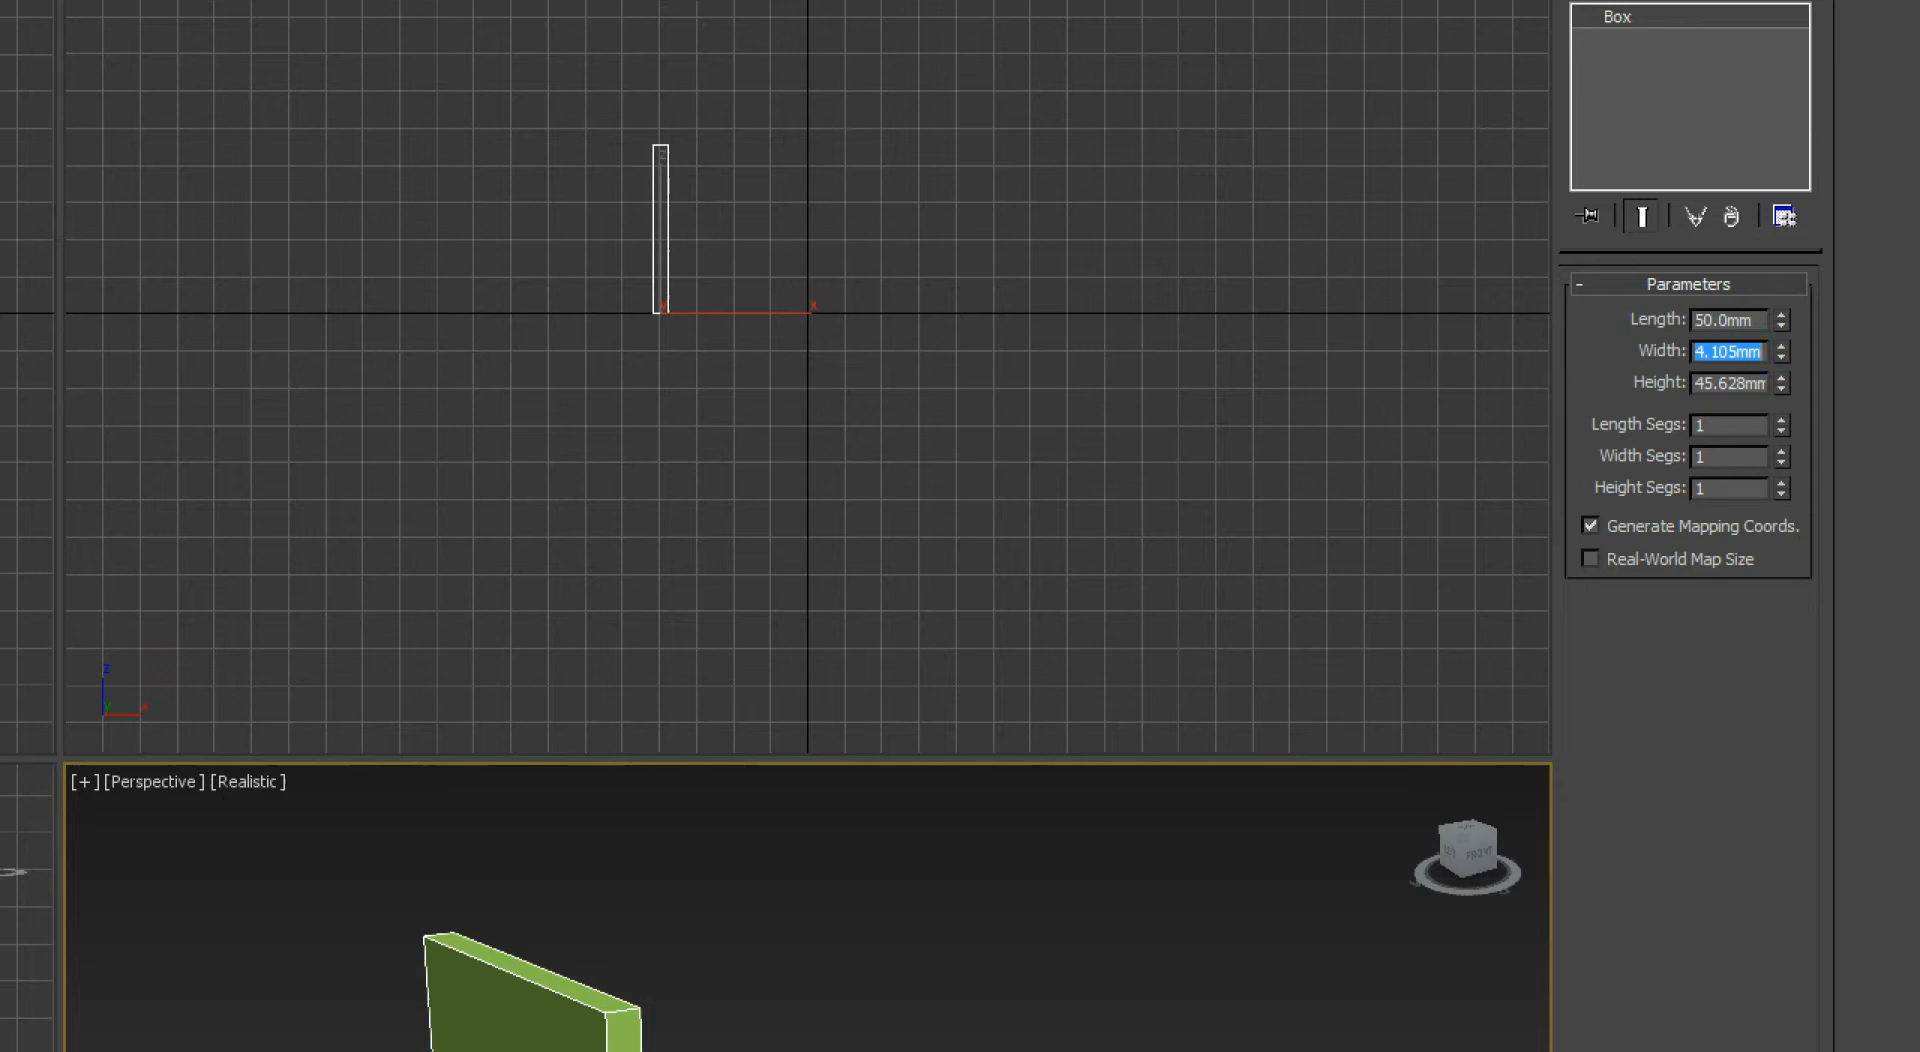 Box
x
- Parameters
Length: 50.0mm
Width: 4.105mm
Height: 45.628mm
Length Segs: 1
Width Segs: 1
Height Segs: 1
Generate Mapping Coords.
Real-World Map Size
z
y
x
[+][Perspective][Realistic]
FRONT